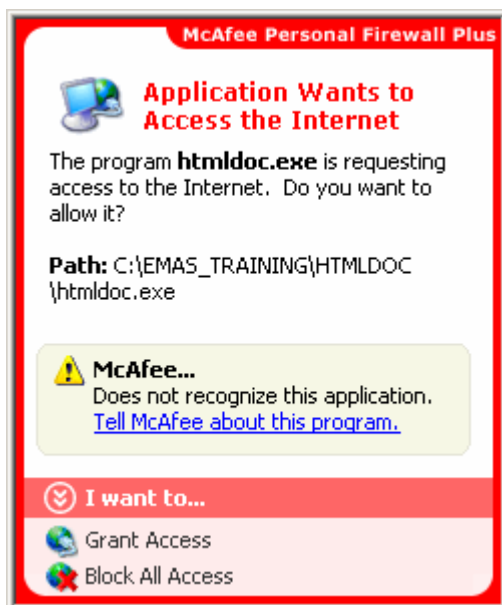 McAfee Personal Firewall Plus
Application Wants to
Access the Internet
The program htmldoc.exe is requesting
access to the Internet. Do you want to
allow it?
Path: C:\EMAS_TRAINING\HTMLDOC
\htmldoc.exe
McAfee...
Does not recognize this application.
Tell McAfee about this program.
I want to...
Grant Access
Block All Access